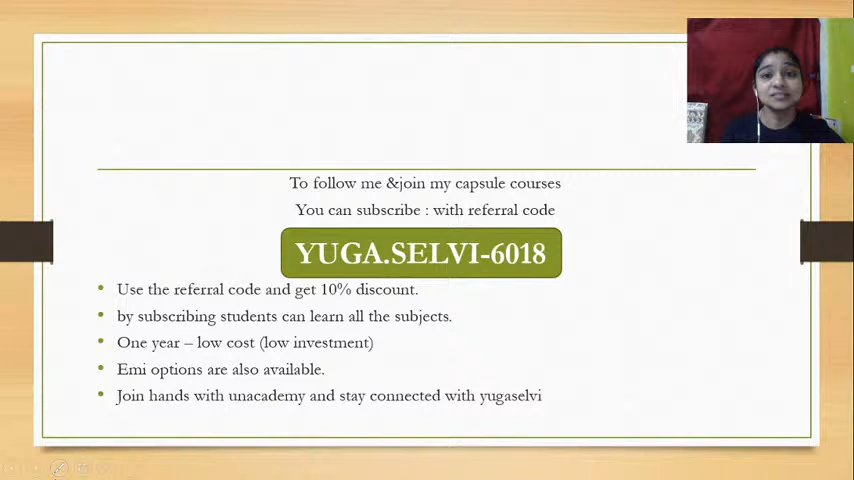 To follow me &join my capsule courses
You can subscribe : with referral code
YUGA.SELVI-6018
• Use the referral code and get 10% discount.
• by subscribing students can learn all the subjects.
• One year – low cost (low investment)
• Emi options are also available.
• Join hands with unacademy and stay connected with yugaselvi